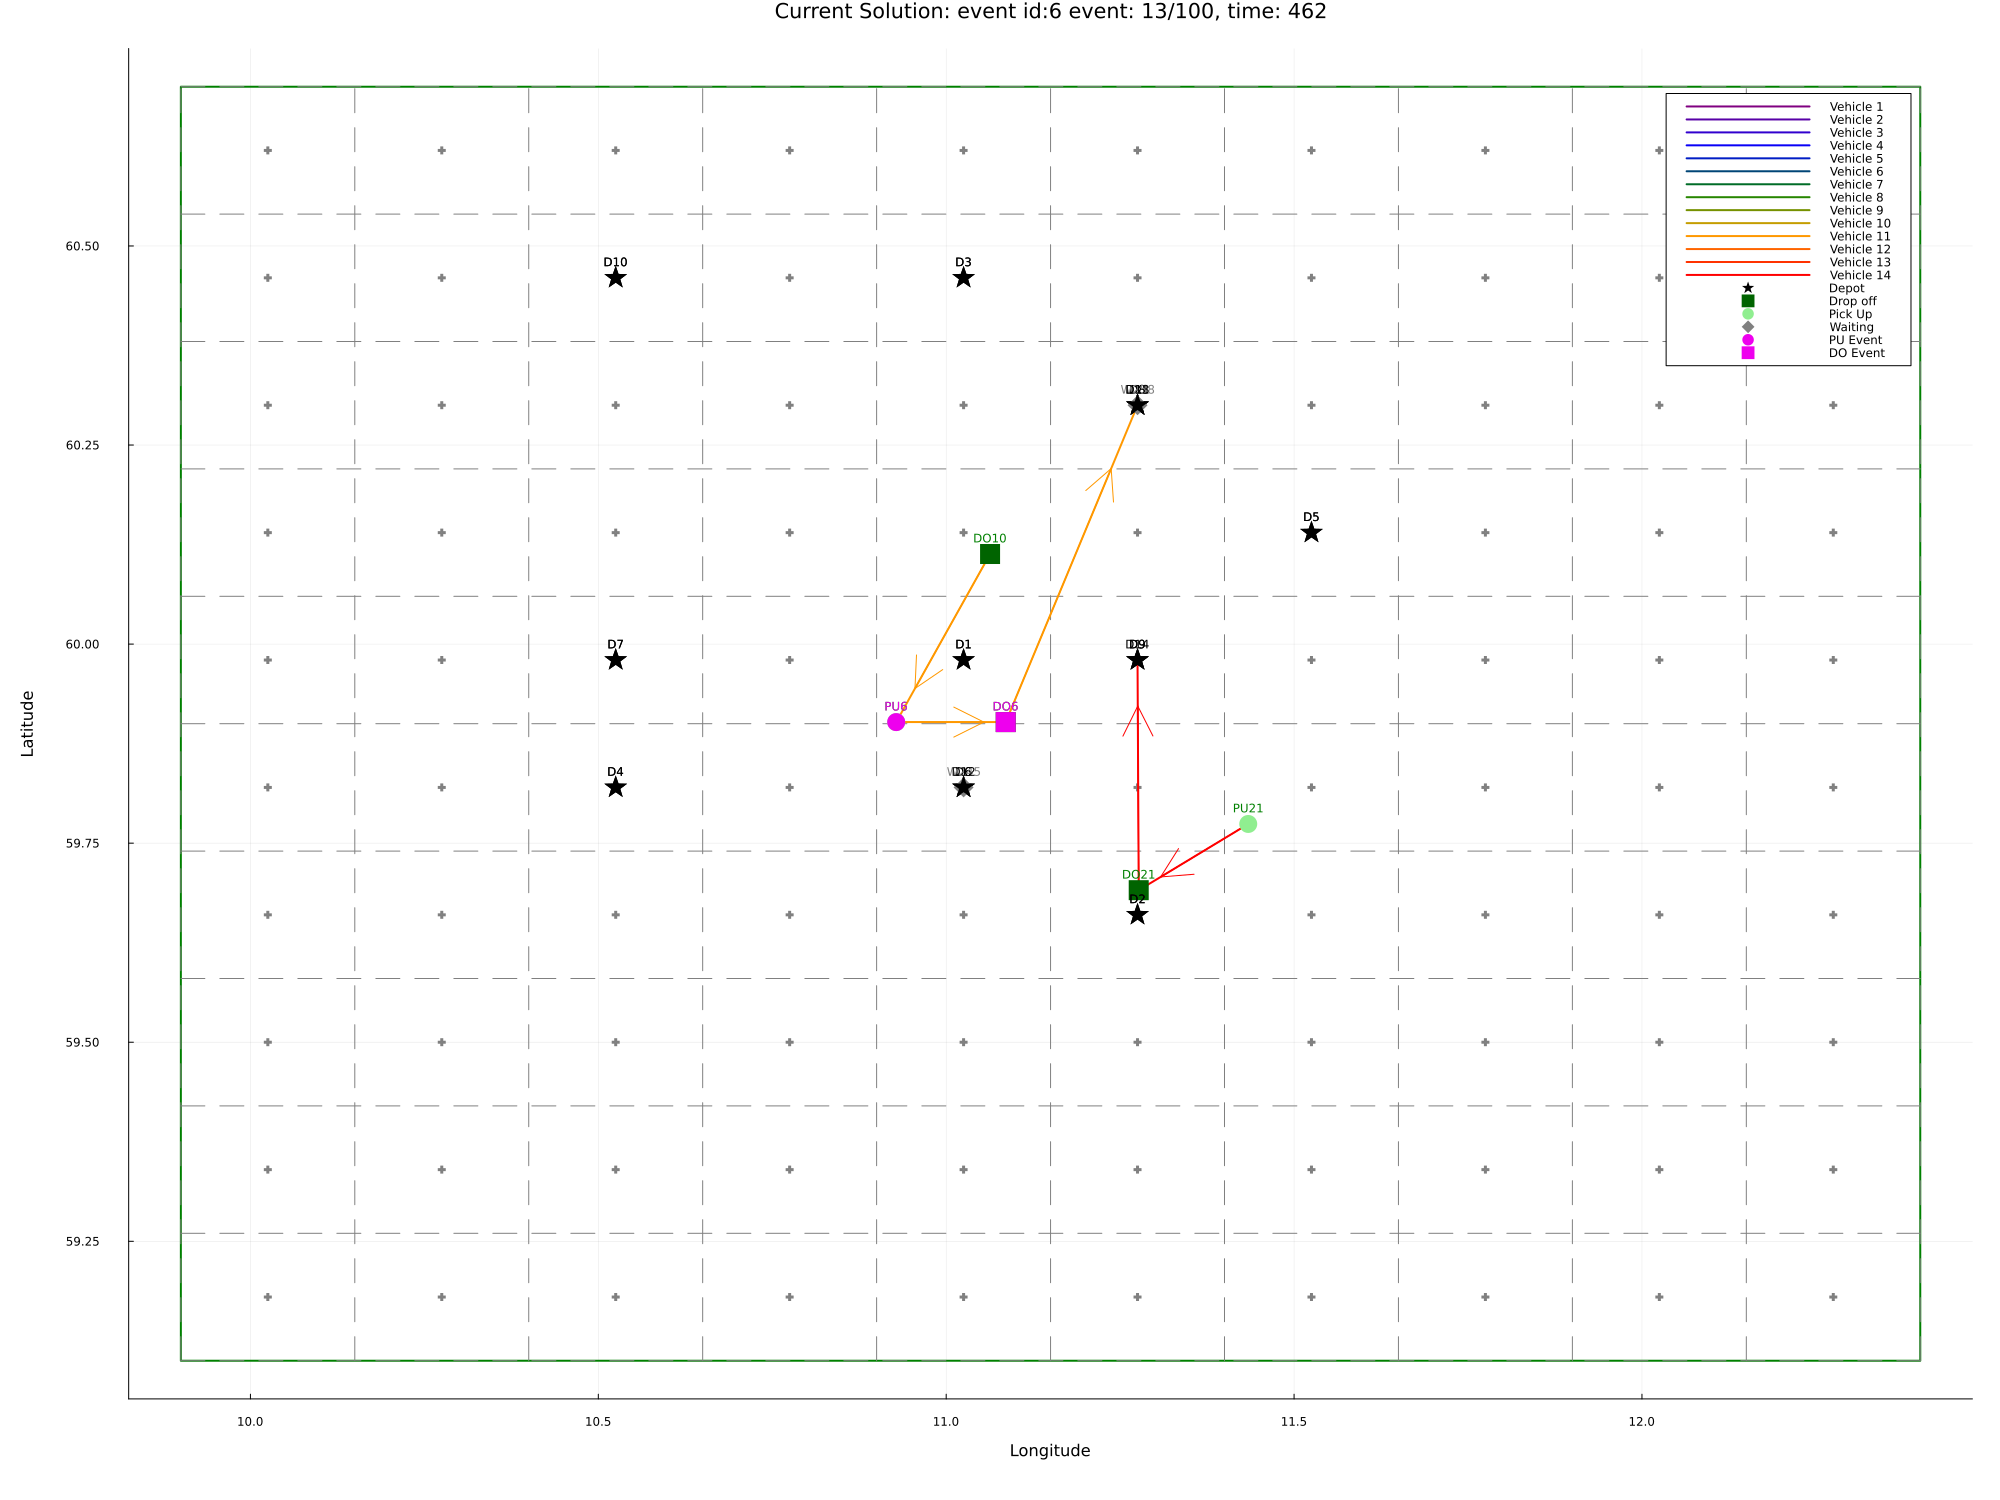 Current Solution: event id:6 event: 13/100, time: 462
Vehicle 1
Vehicle 2
Vehicle 3
Vehicle 4
Vehicle 5
Vehicle 6
Vehicle 7
Vehicle 8
Vehicle 9
Vehicle 10
Vehicle 11
Vehicle 12
Vehicle 13
Vehicle 14
Depot
Drop off
Pick Up
Waiting
PU Event
DO Event
60.50
D10
D3
60.25
D5
DO10
60.00
D7
D1
D9
PU6
DO6
Latitude
D4
PU21
59.75
DO21
D2
59.50
59.25
10.0
10.5
11.0
11.5
12.0
Longitude